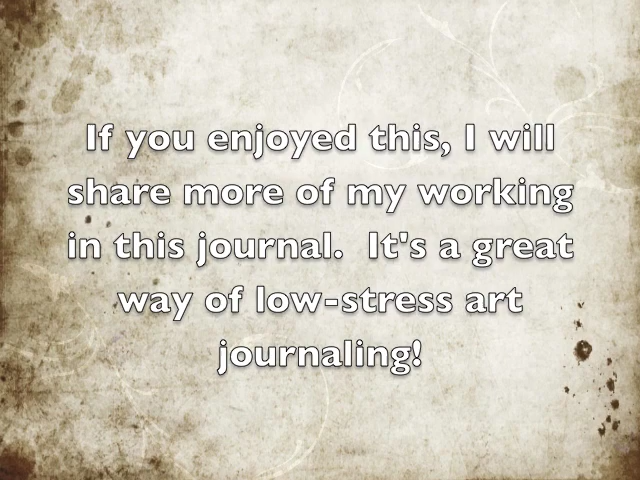 If you enjoyed this, I will
share more of my working
in this journal.  It's a great
way of low-stress art
journaling!